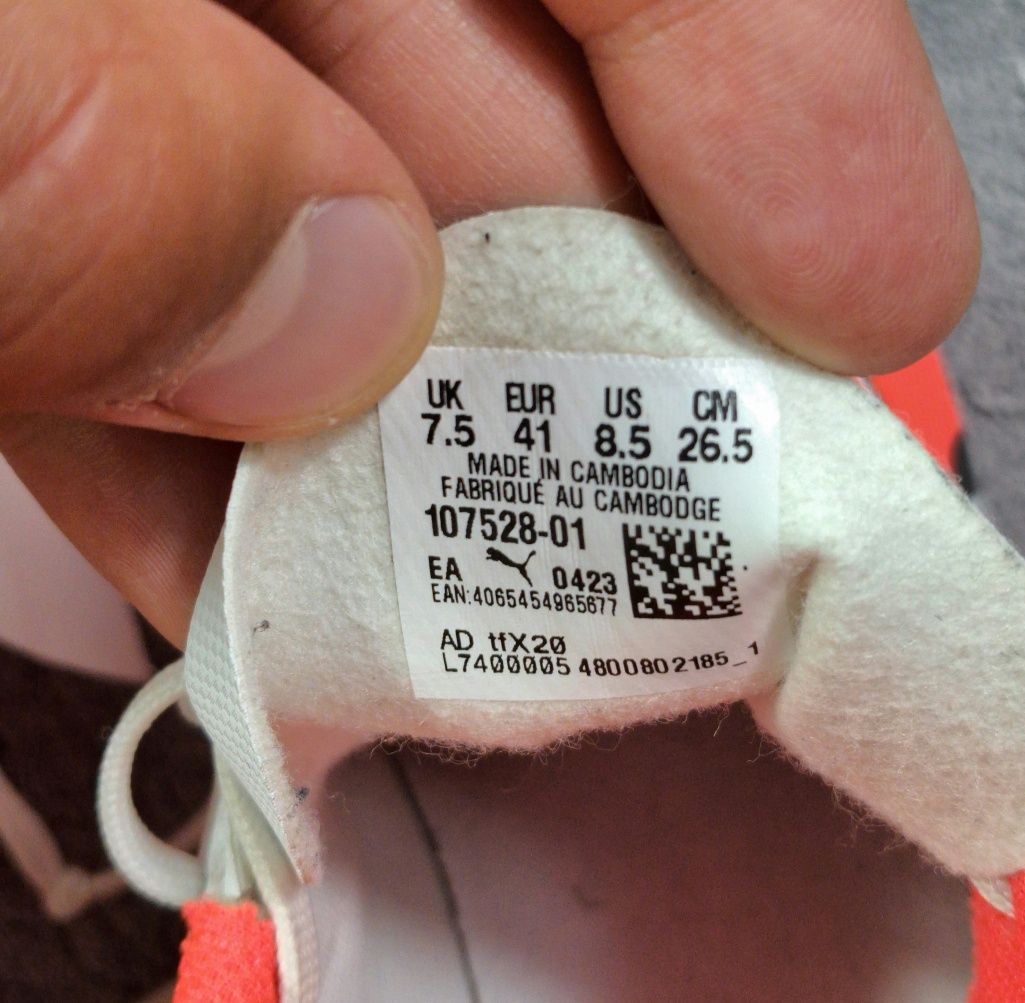 UK EUR US CM
7.5 41 8.5 26.5
MADE IN CAMBODIA
FABRIQUÉ AU CAMBODGE
107528-01
EA 0423
EAN:4065454965677
AD tfX20
L7400005 4800802185_1